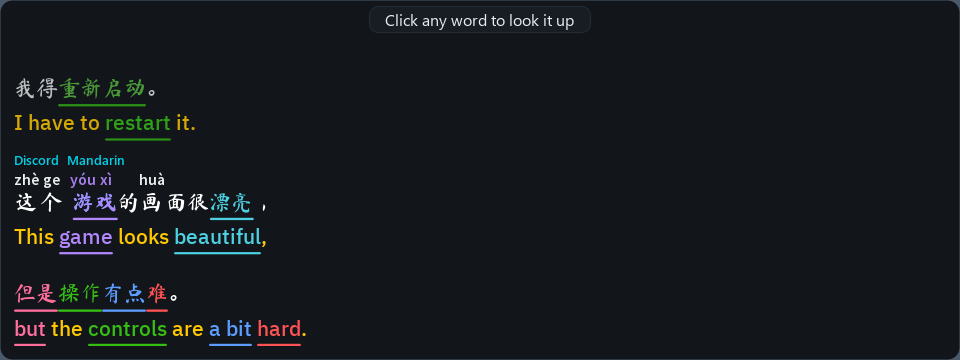 Click any word to look it up
我得重新启动。
I have to restart it.
Discord Mandarin
zhè ge yóu xì huà
这个 游戏的画面很漂亮，
This game looks beautiful,
但是操作有点难。
but the controls are a bit hard.